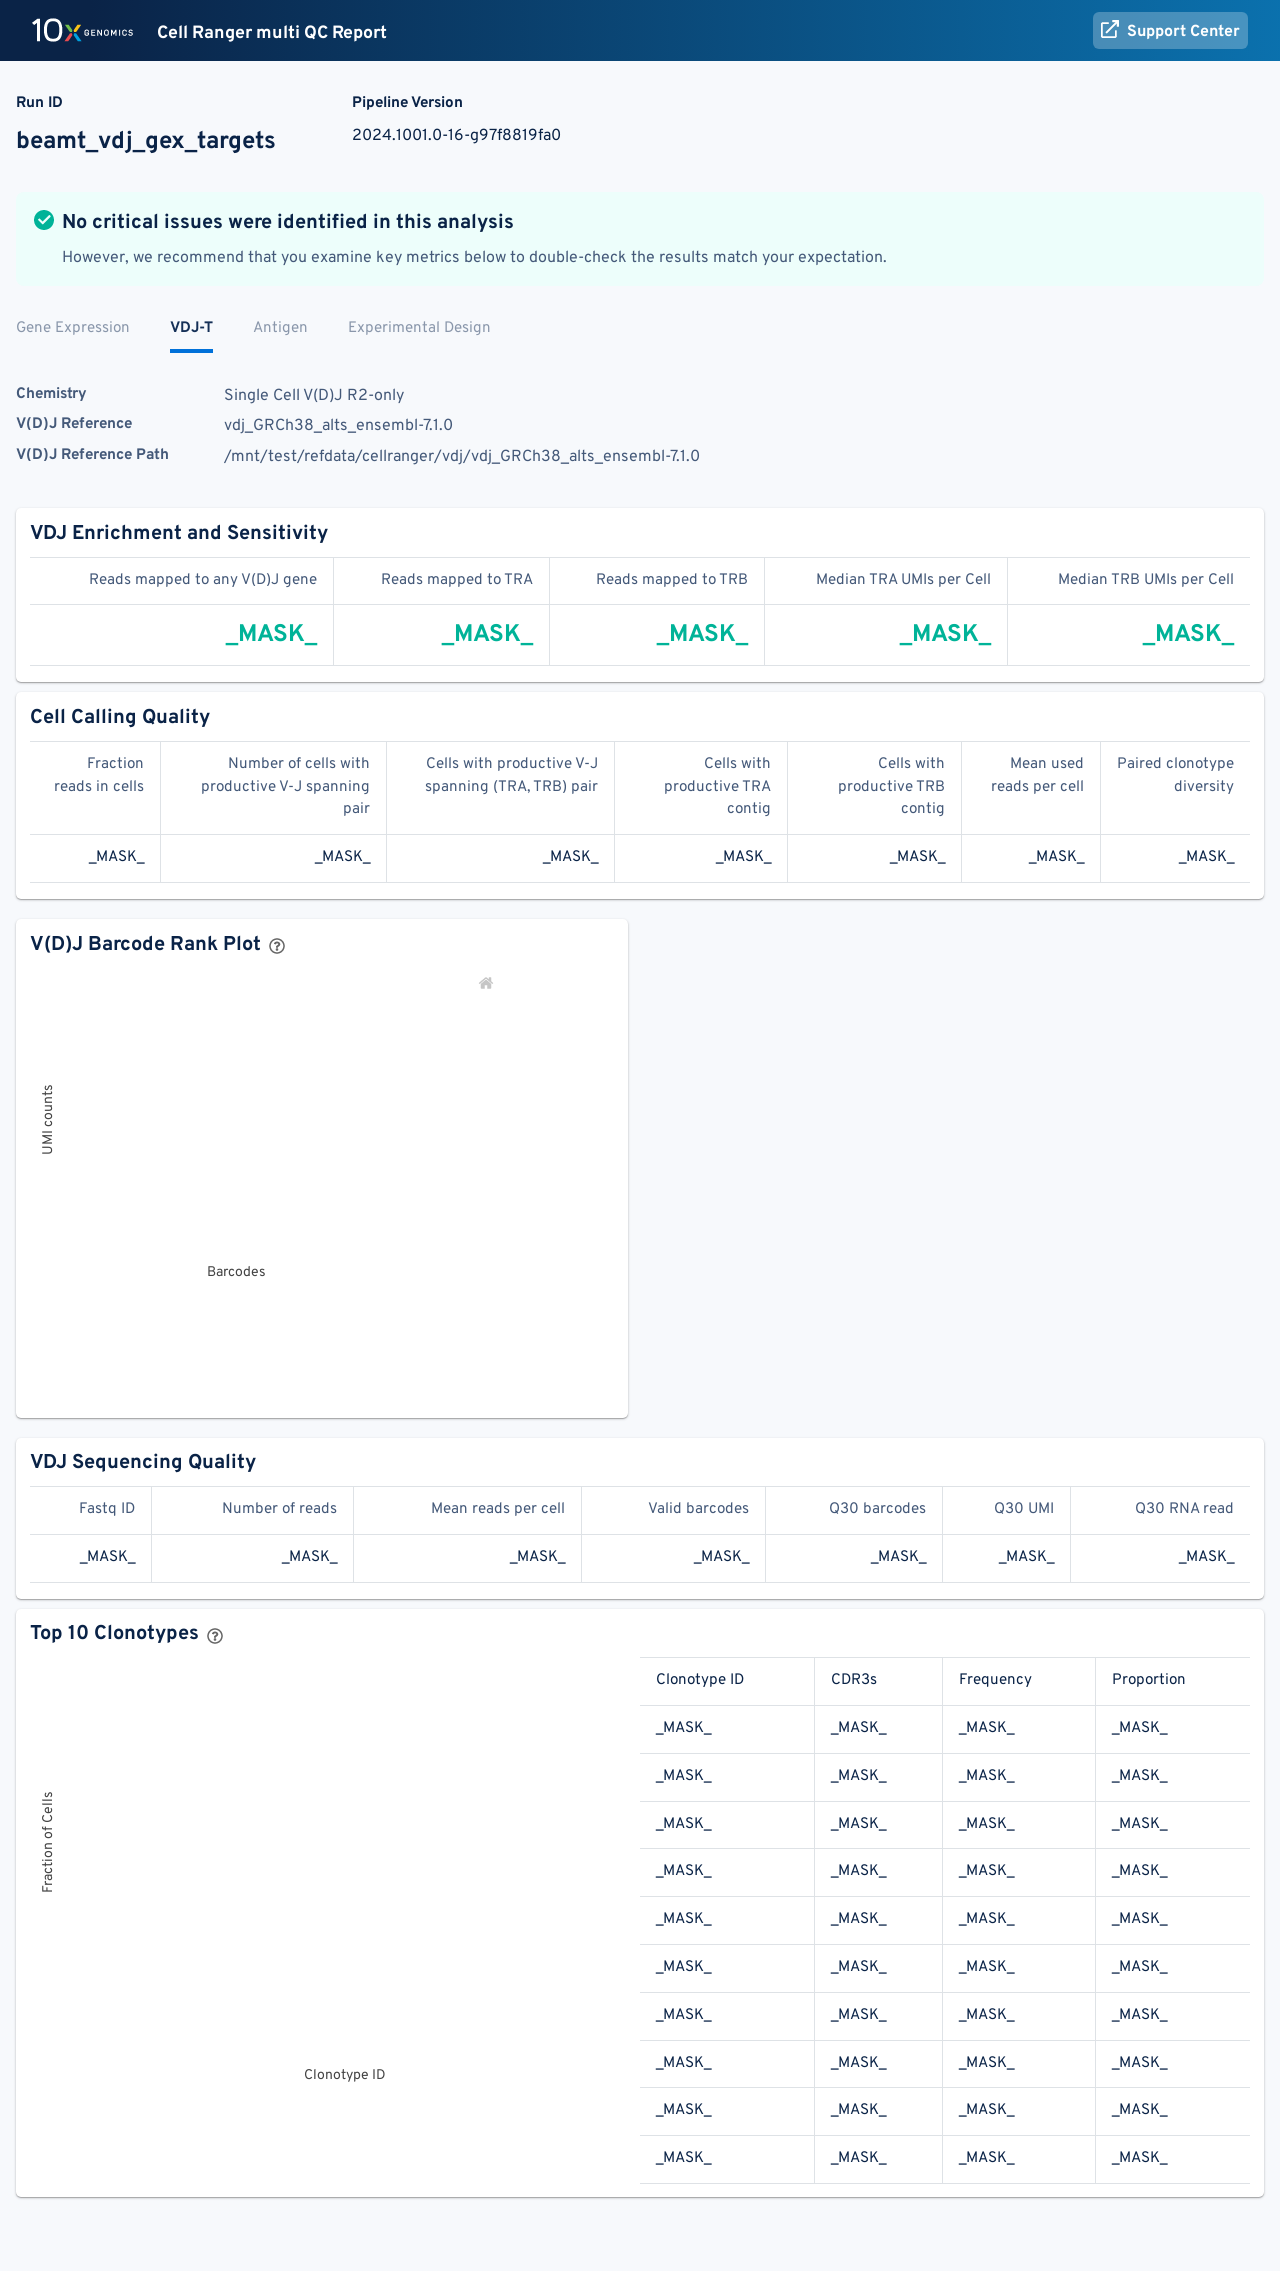 10x GENOMICS Cell Ranger multi QC Report Support Center
Run ID Pipeline Version
beamt_vdj_gex_targets 2024.1001.0-16-g97f8819fa0
No critical issues were identified in this analysis
However, we recommend that you examine key metrics below to double-check the results match your expectation.
Gene Expression VDJ-T Antigen Experimental Design
Chemistry Single Cell V(D)J R2-only
V(D)J Reference vdj_GRCh38_alts_ensembl-7.1.0
V(D)J Reference Path /mnt/test/refdata/cellranger/vdj/vdj_GRCh38_alts_ensembl-7.1.0
VDJ Enrichment and Sensitivity
Reads mapped to any V(D)J gene Reads mapped to TRA Reads mapped to TRB Median TRA UMIs per Cell Median TRB UMIs per Cell
_MASK_ _MASK_ _MASK_ _MASK_ _MASK_
Cell Calling Quality
Fraction Number of cells with Cells with productive V-J Cells with Cells with Mean used Paired clonotype
reads in cells productive V-J spanning spanning (TRA, TRB) pair productive TRA productive TRB reads per cell diversity
pair contig contig
_MASK_ _MASK_ _MASK_ _MASK_ _MASK_ _MASK_ _MASK_
V(D)J Barcode Rank Plot ?
UMI counts
Barcodes
VDJ Sequencing Quality
Fastq ID Number of reads Mean reads per cell Valid barcodes Q30 barcodes Q30 UMI Q30 RNA read
_MASK_ _MASK_ _MASK_ _MASK_ _MASK_ _MASK_ _MASK_
Top 10 Clonotypes ?
Fraction of Cells
Clonotype ID
Clonotype ID CDR3s Frequency Proportion
_MASK_ _MASK_ _MASK_ _MASK_
_MASK_ _MASK_ _MASK_ _MASK_
_MASK_ _MASK_ _MASK_ _MASK_
_MASK_ _MASK_ _MASK_ _MASK_
_MASK_ _MASK_ _MASK_ _MASK_
_MASK_ _MASK_ _MASK_ _MASK_
_MASK_ _MASK_ _MASK_ _MASK_
_MASK_ _MASK_ _MASK_ _MASK_
_MASK_ _MASK_ _MASK_ _MASK_
_MASK_ _MASK_ _MASK_ _MASK_